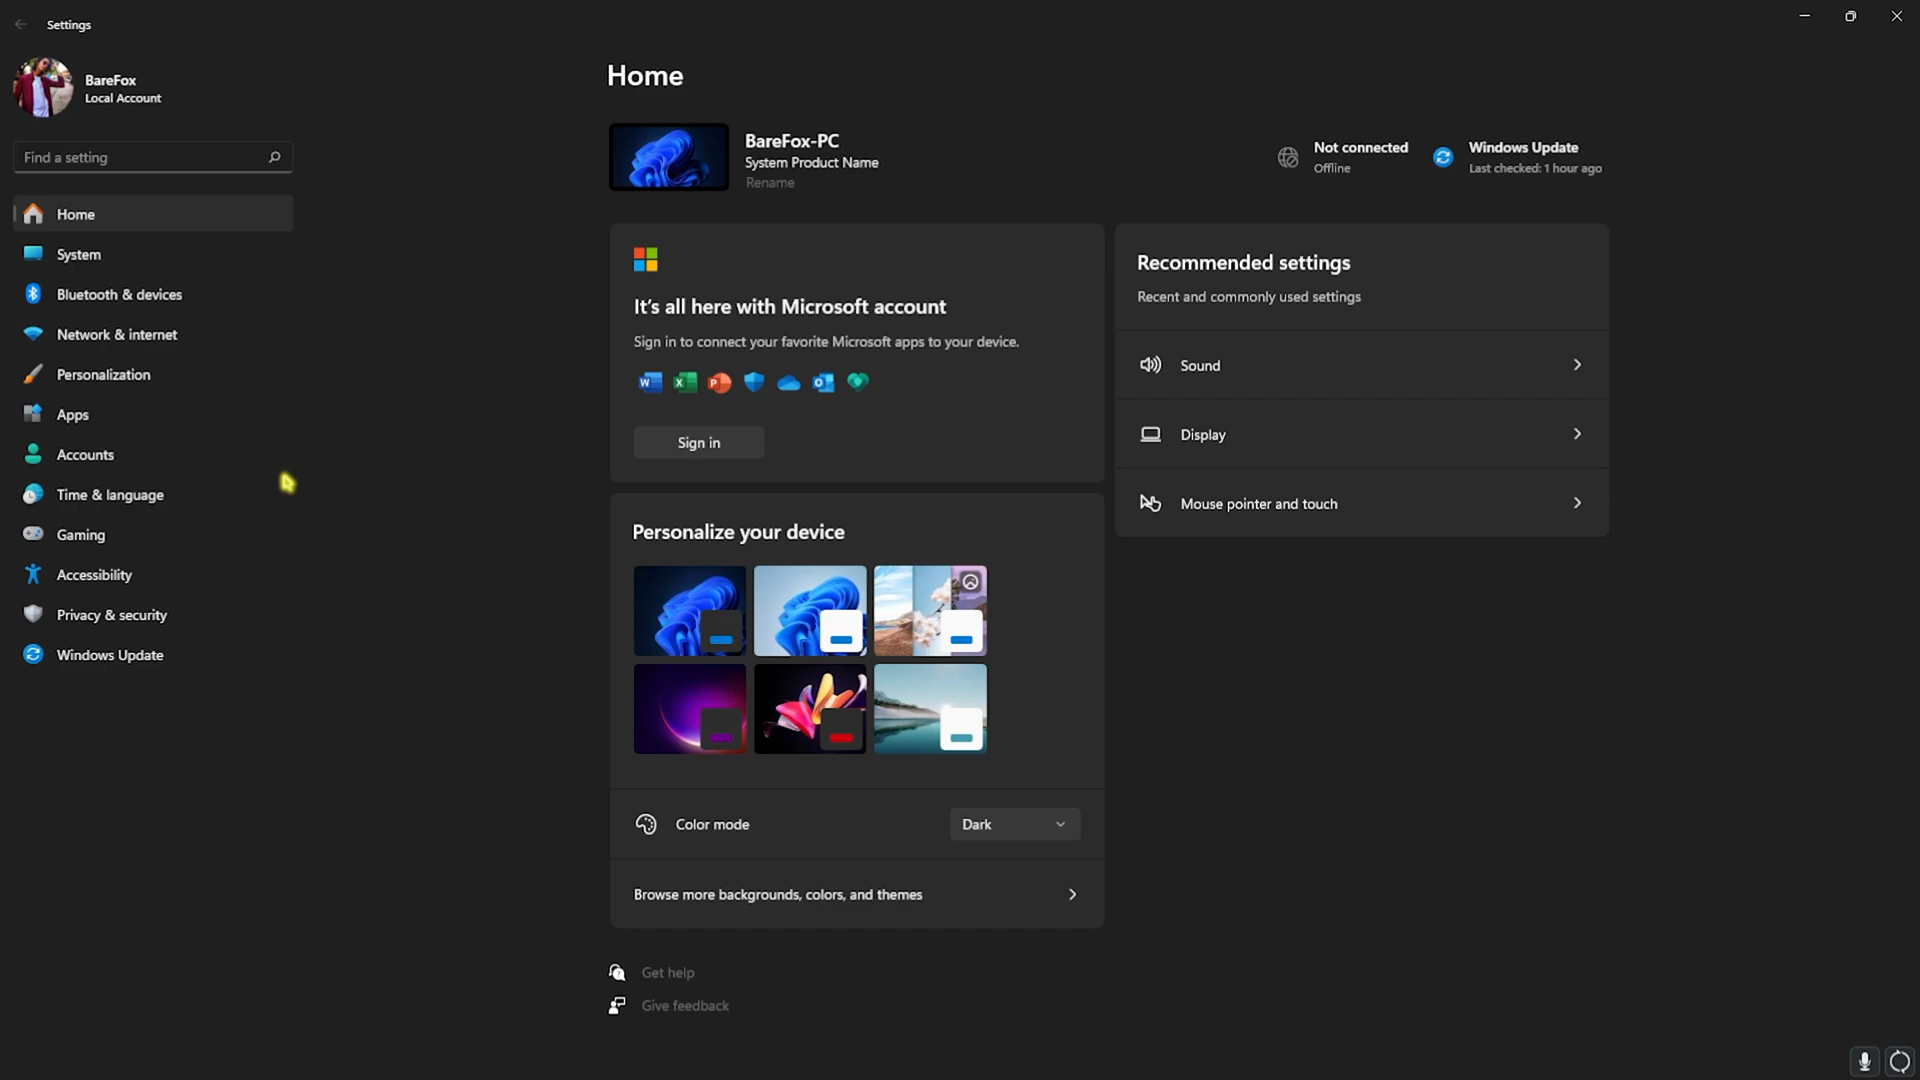 Settings
BareFox
Local Account
Find a setting
Home
System
Bluetooth & devices
Network & internet
Personalization
Apps
Accounts
Time & language
Gaming
Accessibility
Privacy & security
Windows Update
Home
BareFox-PC
System Product Name
Rename
Not connected
Offline
Windows Update
Last checked: 1 hour ago
It's all here with Microsoft account
Sign in to connect your favorite Microsoft apps to your device.
Sign in
Personalize your device
Color mode
Dark
Browse more backgrounds, colors, and themes
Recommended settings
Recent and commonly used settings
Sound
Display
Mouse pointer and touch
Get help
Give feedback